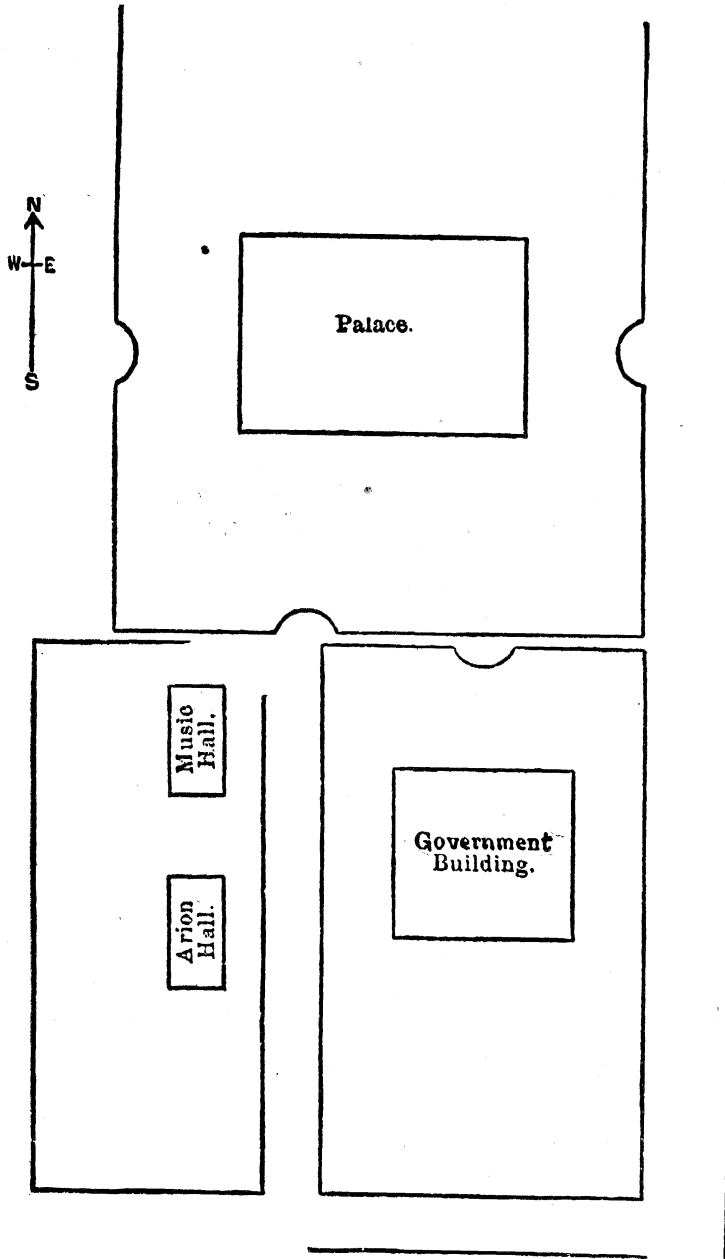 N
W E
S
Palace.
Music
Hall.
Government
Building.
Arion
Hall.